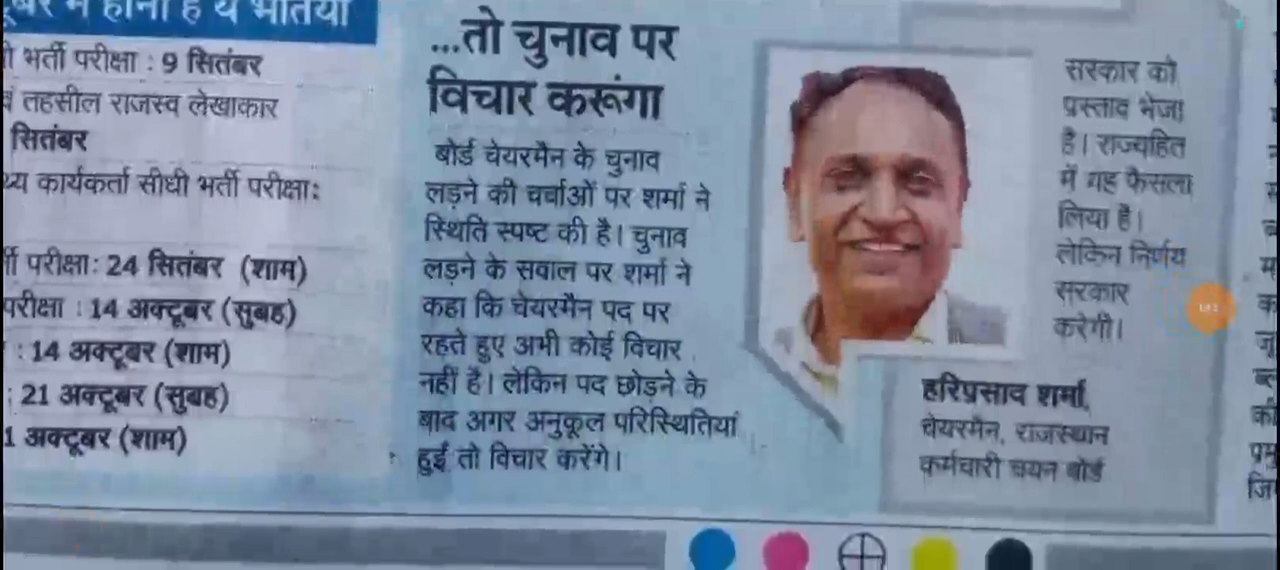 में होनी है ये भर्तियां
भर्ती परीक्षा : 9 सितंबर
तहसील राजस्व लेखाकार
सितंबर
कार्यकर्ता सीधी भर्ती परीक्षा:
परीक्षा: 24 सितंबर (शाम)
परीक्षा : 14 अक्टूबर (सुबह)
: 14 अक्टूबर (शाम)
: 21 अक्टूबर (सुबह)
1 अक्टूबर (शाम)
...तो चुनाव पर
विचार करूंगा
बोर्ड चेयरमैन के चुनाव
लड़ने की चर्चाओं पर शर्मा ने
स्थिति स्पष्ट की है। चुनाव
लड़ने के सवाल पर शर्मा ने
कहा कि चेयरमैन पद पर
रहते हुए अभी कोई विचार
नहीं है। लेकिन पद छोड़ने के
बाद अगर अनुकूल परिस्थितियां
हुईं तो विचार करेंगे।
सरकार को
प्रस्ताव भेजा
है। राज्यहित
में यह फैसला
लिया है।
लेकिन निर्णय
सरकार
करेगी।
हरिप्रसाद शर्मा,
चेयरमैन, राजस्थान
कर्मचारी चयन बोर्ड